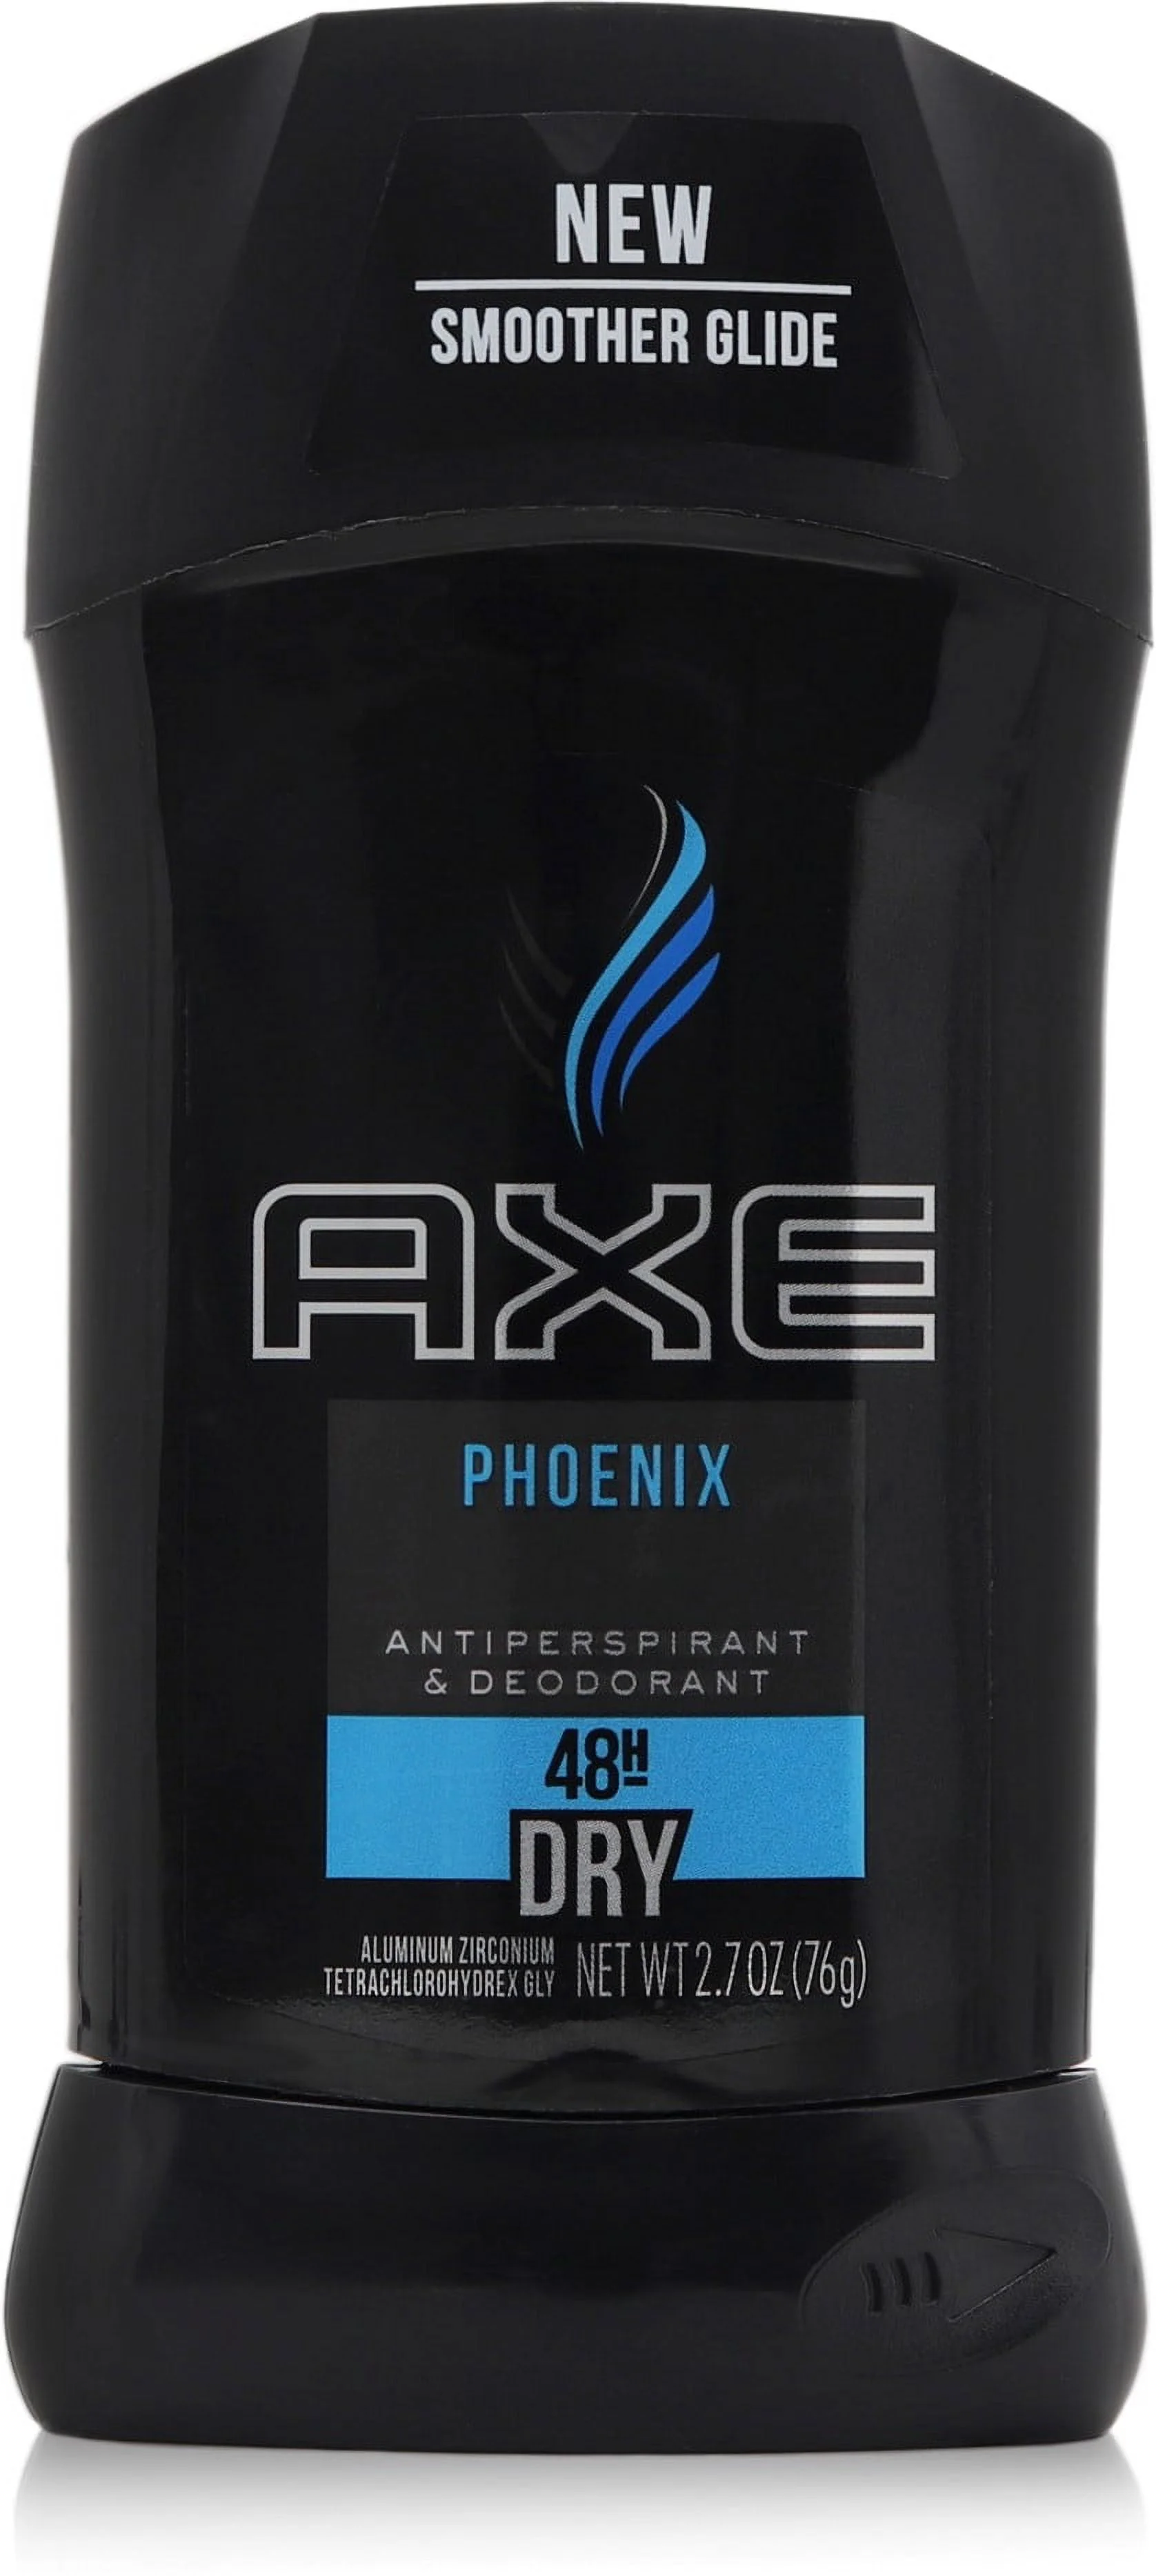 NEW
SMOOTHER GLIDE
AXE
PHOENIX
ANTIPERSPIRANT
& DEODORANT
48H
DRY
ALUMINUM ZIRCONIUM
TETRACHLOROHYDREX GLY
NET WT 2.7 OZ (76g)